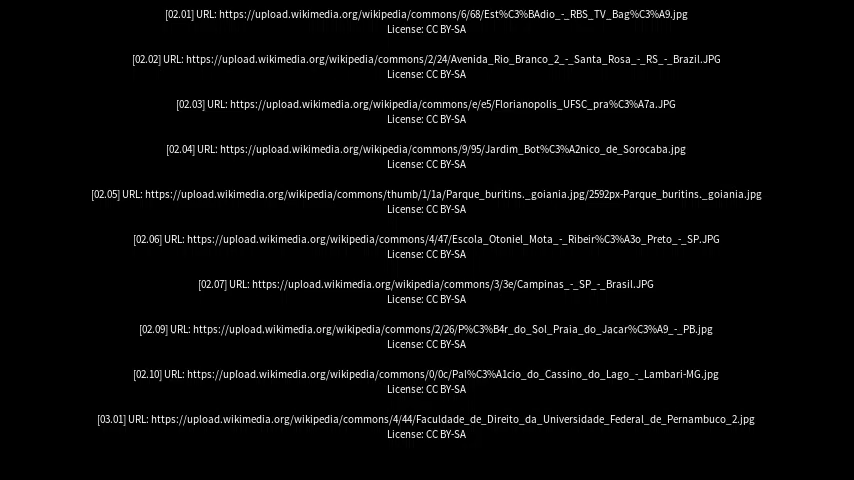 [02.01] URL: https://upload.wikimedia.org/wikipedia/commons/6/68/Est%C3%BAdio_-_RBS_TV_Bag%C3%A9.jpg
License: CC BY-SA
[02.02] URL: https://upload.wikimedia.org/wikipedia/commons/2/24/Avenida_Rio_Branco_2_-_Santa_Rosa_-_RS_-_Brazil.JPG
License: CC BY-SA
[02.03] URL: https://upload.wikimedia.org/wikipedia/commons/e/e5/Florianopolis_UFSC_pra%C3%A7a.JPG
License: CC BY-SA
[02.04] URL: https://upload.wikimedia.org/wikipedia/commons/9/95/Jardim_Bot%C3%A2nico_de_Sorocaba.jpg
License: CC BY-SA
[02.05] URL: https://upload.wikimedia.org/wikipedia/commons/thumb/1/1a/Parque_buritins._goiania.jpg/2592px-Parque_buritins._goiania.jpg
License: CC BY-SA
[02.06] URL: https://upload.wikimedia.org/wikipedia/commons/4/47/Escola_Otoniel_Mota_-_Ribeir%C3%A3o_Preto_-_SP.JPG
License: CC BY-SA
[02.07] URL: https://upload.wikimedia.org/wikipedia/commons/3/3e/Campinas_-_SP_-_Brasil.JPG
License: CC BY-SA
[02.09] URL: https://upload.wikimedia.org/wikipedia/commons/2/26/P%C3%B4r_do_Sol_Praia_do_Jacar%C3%A9_-_PB.jpg
License: CC BY-SA
[02.10] URL: https://upload.wikimedia.org/wikipedia/commons/0/0c/Pal%C3%A1cio_do_Cassino_do_Lago_-_Lambari-MG.jpg
License: CC BY-SA
[03.01] URL: https://upload.wikimedia.org/wikipedia/commons/4/44/Faculdade_de_Direito_da_Universidade_Federal_de_Pernambuco_2.jpg
License: CC BY-SA